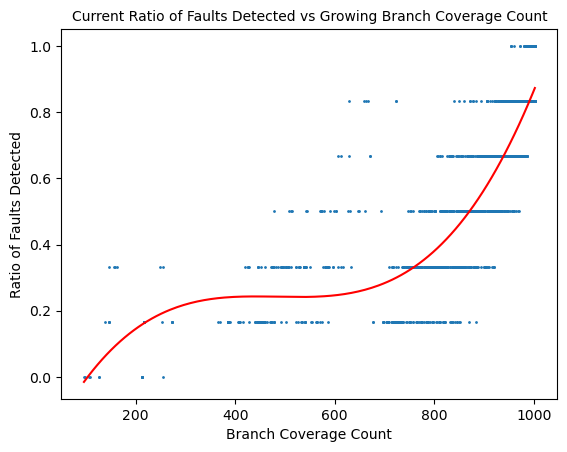 Current Ratio of Faults Detected vs Growing Branch Coverage Count
1.0
0.8
0.6
0.4
0.2
0.0
Ratio of Faults Detected
200 400 600 800 1000
Branch Coverage Count